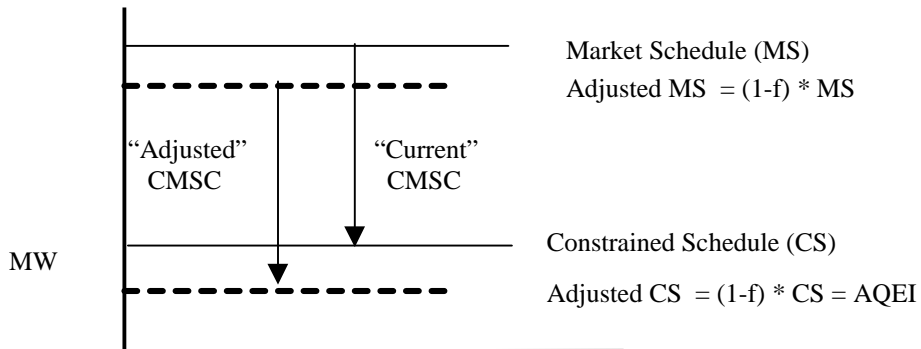 Market Schedule (MS)
Adjusted MS = (1-f) * MS
“Adjusted”
CMSC
“Current”
CMSC
Constrained Schedule (CS)
MW
Adjusted CS = (1-f) * CS = AQEI